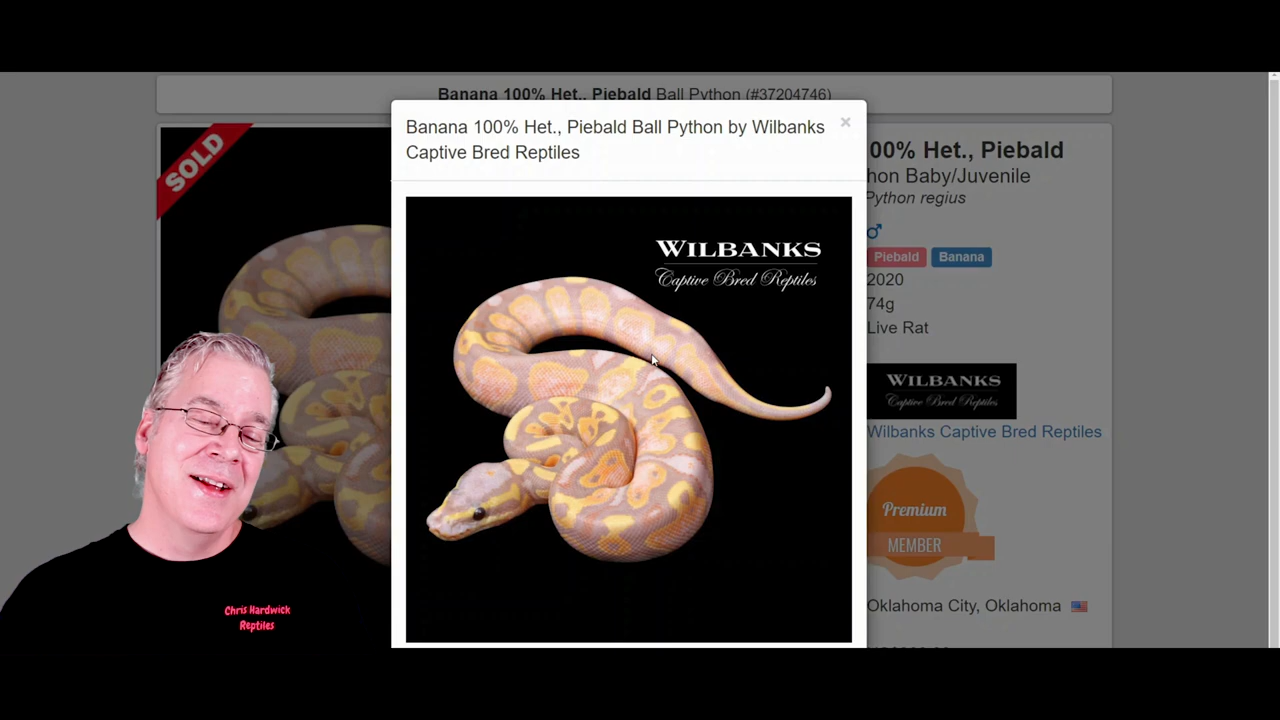 Banana 100% Het., Piebald Ball Python (#37204746)
SOLD
Banana 100% Het., Piebald Ball Python by Wilbanks
Captive Bred Reptiles
×
WILBANKS
Captive Bred Reptiles
00% Het., Piebald
hon Baby/Juvenile
Python regius
♂
Piebald
Banana
2020
74g
Live Rat
WILBANKS
Captive Bred Reptiles
Wilbanks Captive Bred Reptiles
Premium
MEMBER
Oklahoma City, Oklahoma
Chris Hardwick
Reptiles